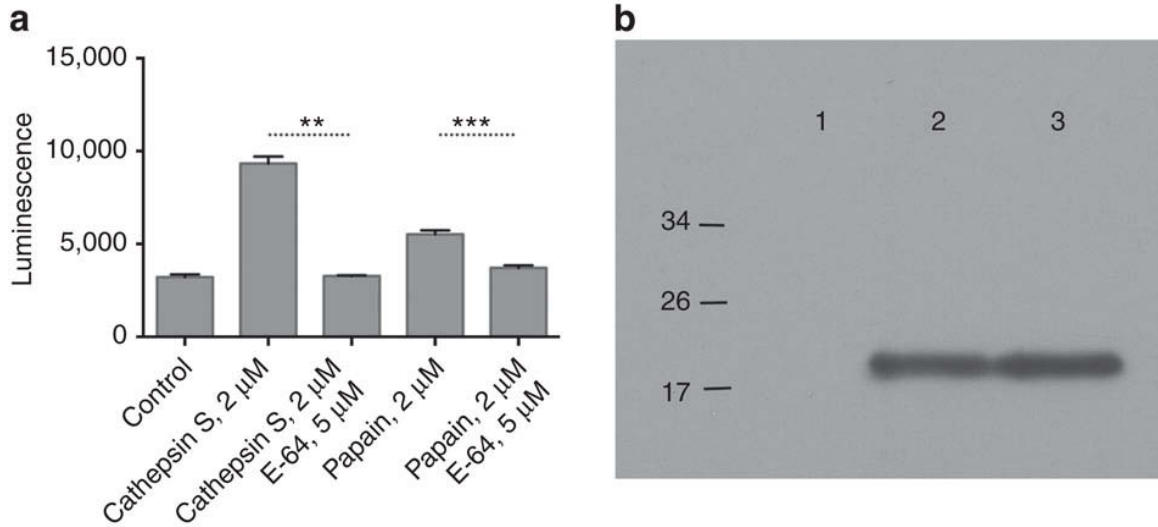 a
15,000
10,000
5,000
0
Luminescence
**
***
Control
Cathepsin S, 2 µM
Cathepsin S, 2 µM
E-64, 5 µM
Papain, 2 µM
Papain, 2 µM
E-64, 5 µM
b
1 2 3
34
26
17